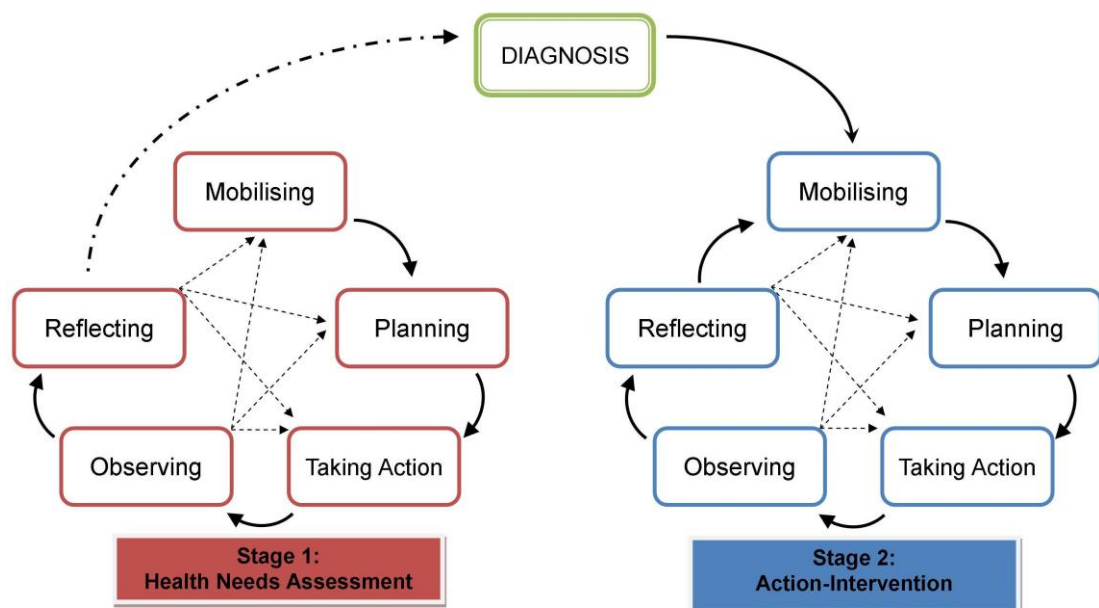 DIAGNOSIS
Mobilising
Reflecting
Planning
Observing
Taking Action
Stage 1:
Health Needs Assessment
Mobilising
Reflecting
Planning
Observing
Taking Action
Stage 2:
Action-Intervention